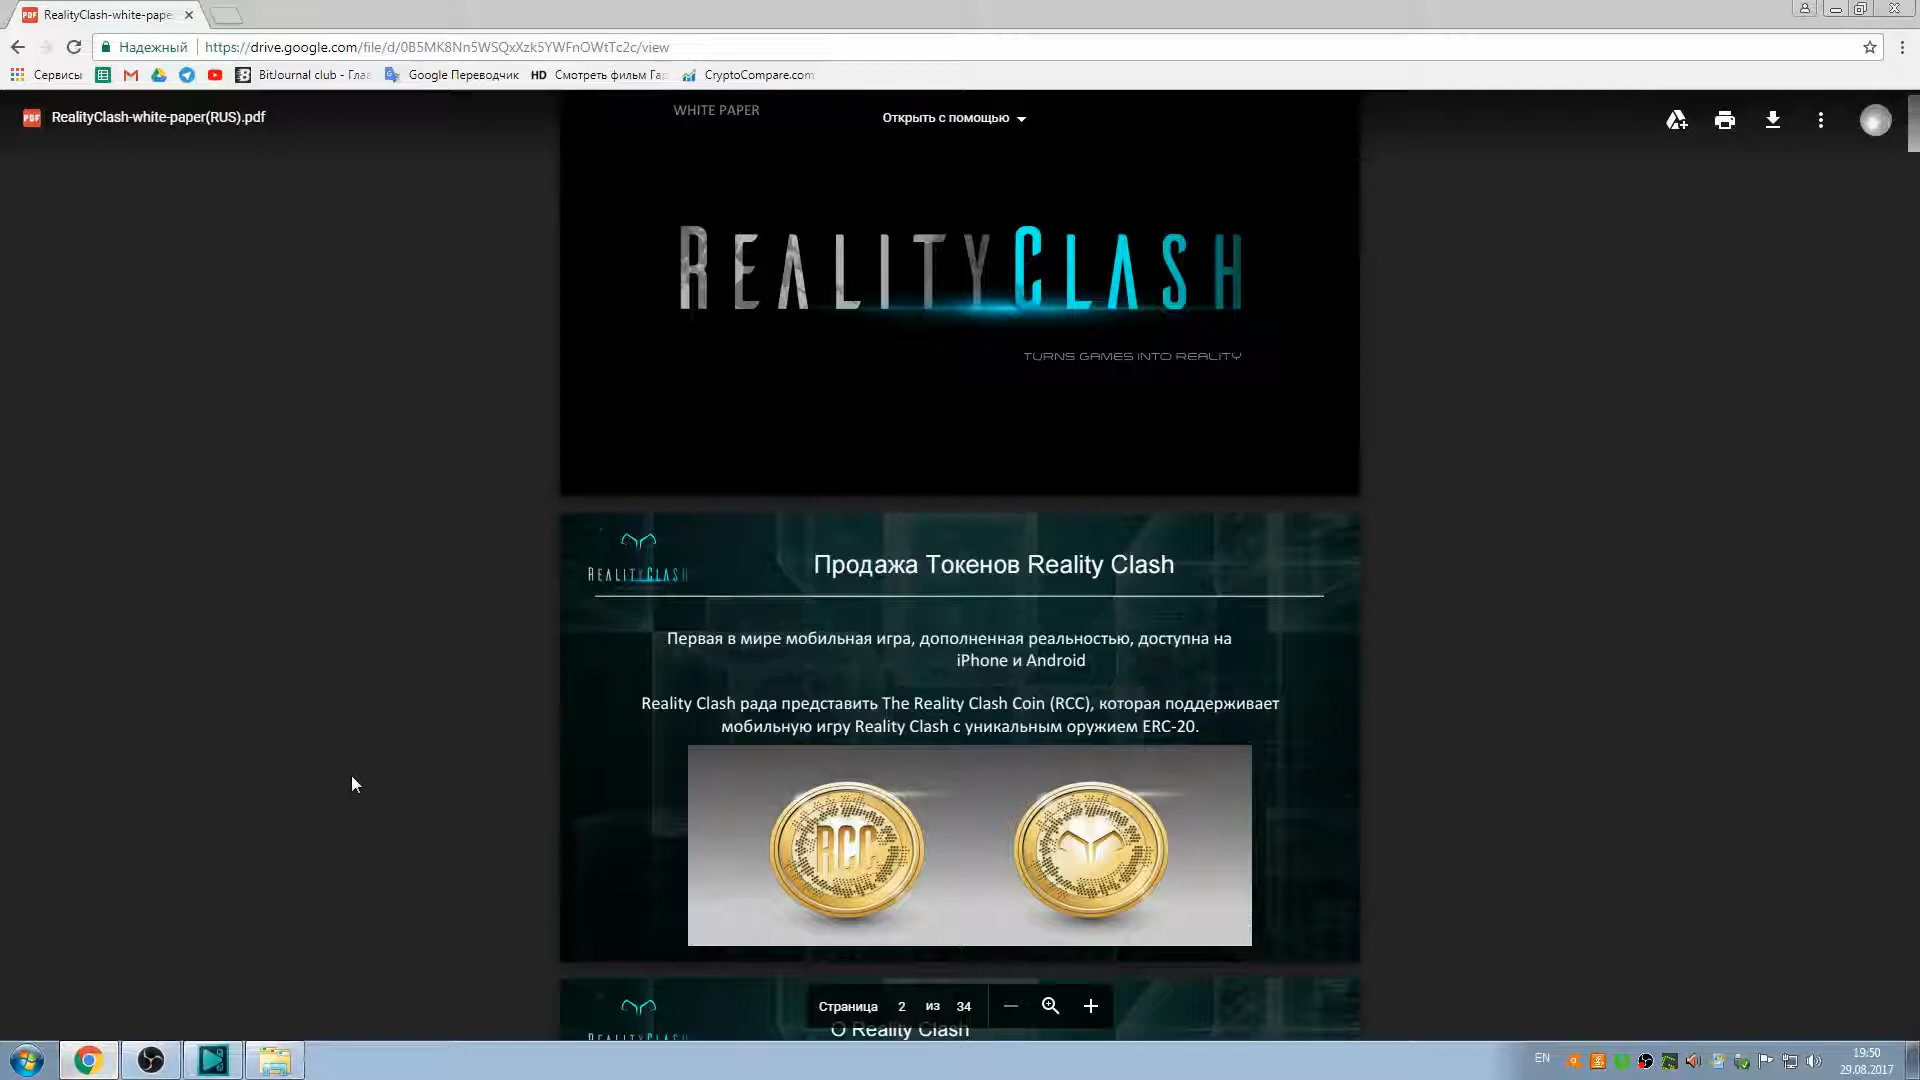 RealityClash-white-pape
Надежный
https://drive.google.com/file/d/0B5MK8Nn5WSQxXzk5YWFnOWtTc2c/view
Сервисы
BitJournal club - Гла
Google Переводчик
HD Смотреть фильм Га
CryptoCompare.com
RealityClash-white-paper(RUS).pdf
WHITE PAPER
Открыть с помощью
REALITYCLASH
TURNS GAMES INTO REALITY
REALITYCLASH
Продажа Токенов Reality Clash
Первая в мире мобильная игра, дополненная реальностью, доступна на
iPhone и Android
Reality Clash рада представить The Reality Clash Coin (RCC), которая поддерживает
мобильную игру Reality Clash с уникальным оружием ERC-20.
RCC
Страница 2 из 34
О Reality Clash
REALITYCLASH
EN
19:50
29.08.2017